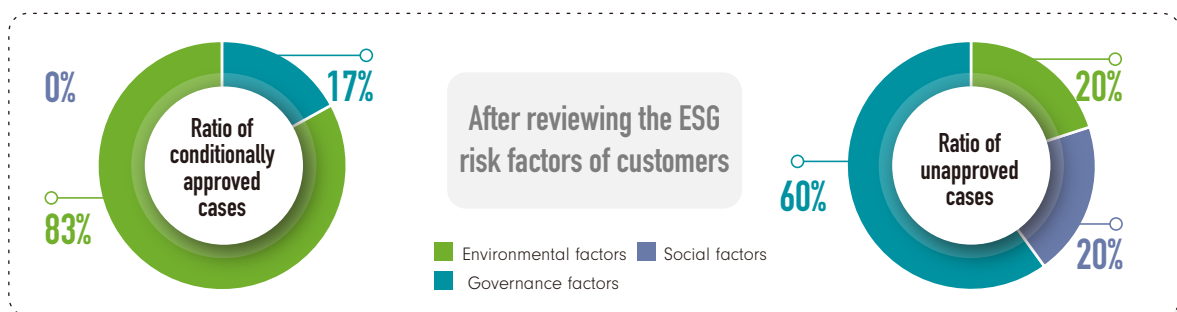 0%
17%
83%
Ratio of
conditionally
approved
cases
After reviewing the ESG
risk factors of customers
Environmental factors
Social factors
Governance factors
20%
60%
20%
Ratio of
unapproved
cases